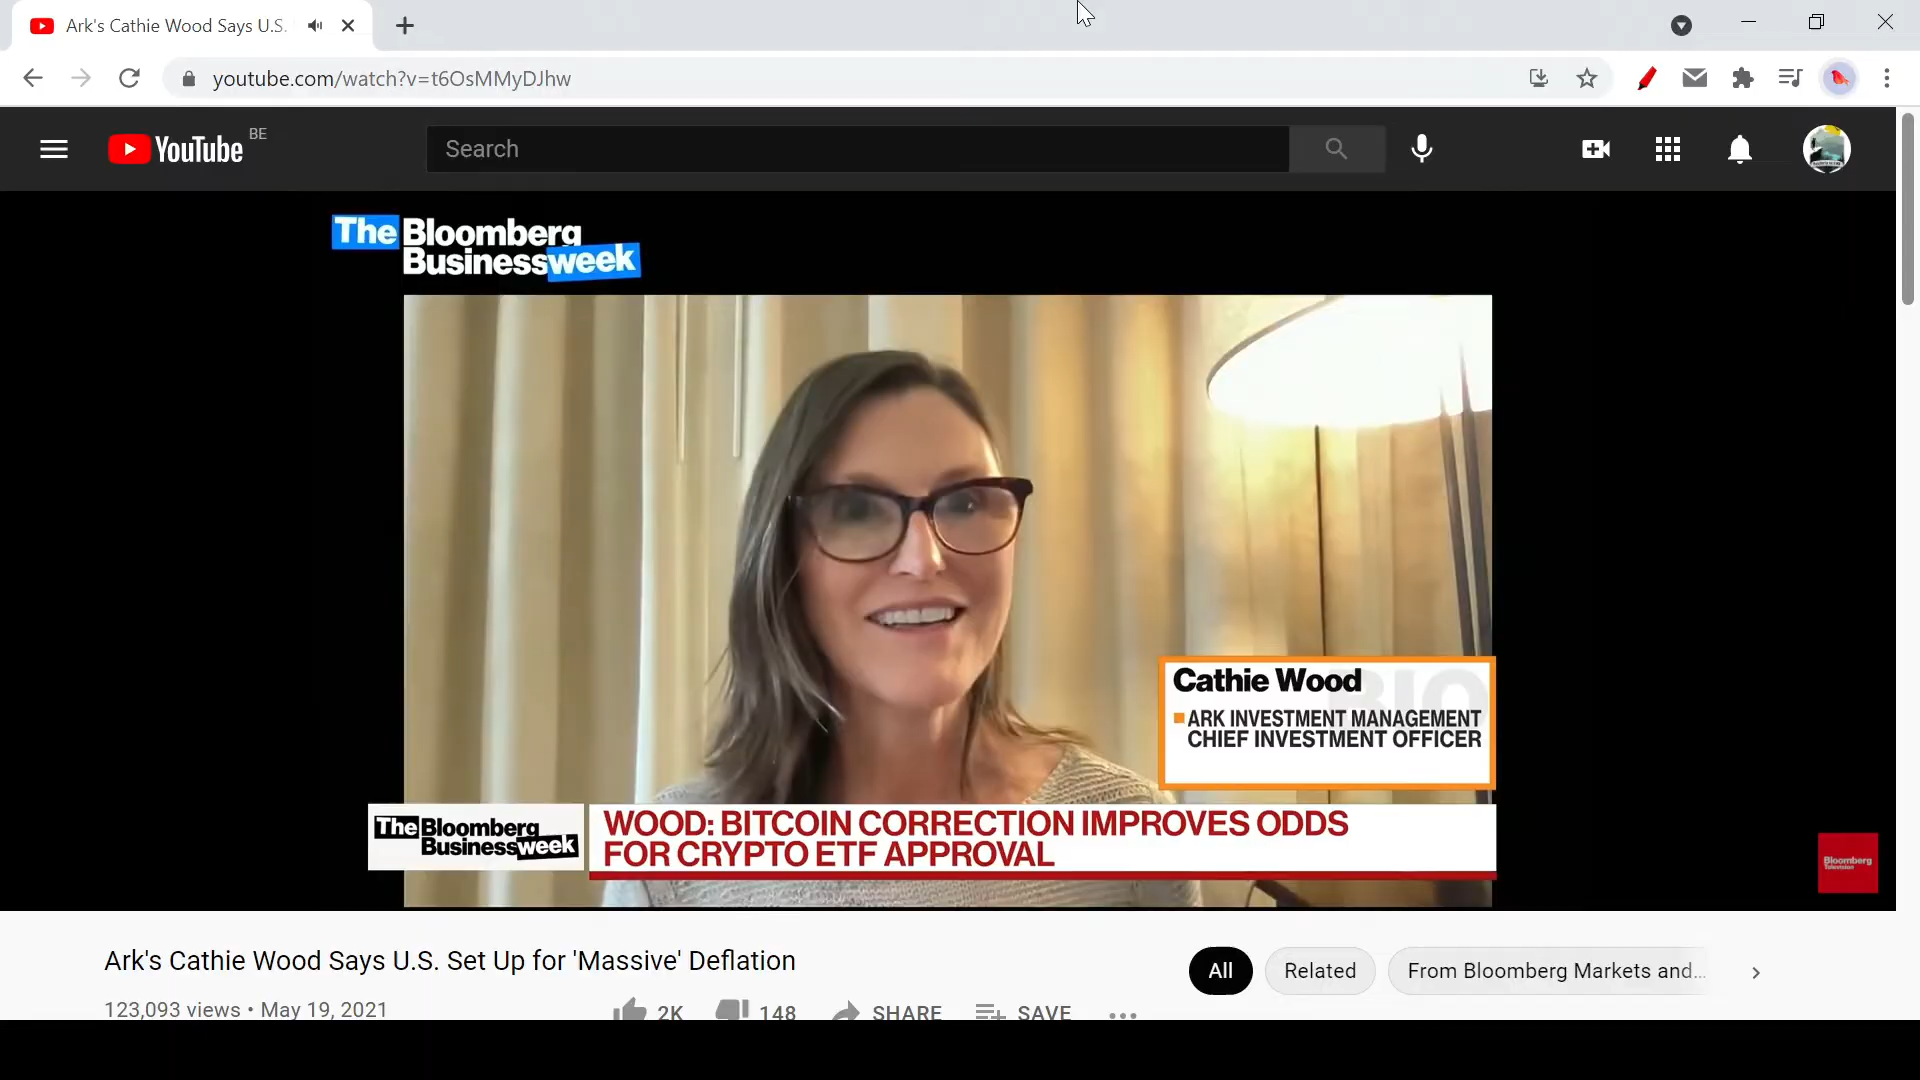 Ark's Cathie Wood Says U.S.
youtube.com/watch?v=t6OsMMyDJhw
YouTube BE
Search
The Bloomberg
Businessweek
BIO
Cathie Wood
ARK INVESTMENT MANAGEMENT
CHIEF INVESTMENT OFFICER
The Bloomberg
Businessweek
WOOD: BITCOIN CORRECTION IMPROVES ODDS
FOR CRYPTO ETF APPROVAL
Bloomberg
Television
Ark's Cathie Wood Says U.S. Set Up for 'Massive' Deflation
All Related From Bloomberg Markets and...
123,093 views • May 19, 2021 2K 148 SHARE SAVE